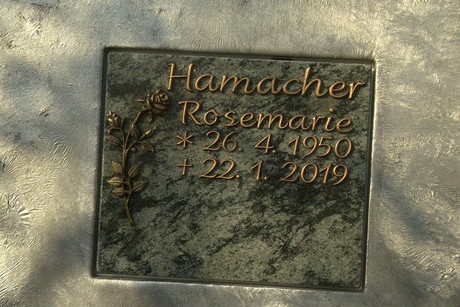 Hamacher
Rosemarie
* 26. 4. 1950
† 22. 1. 2019